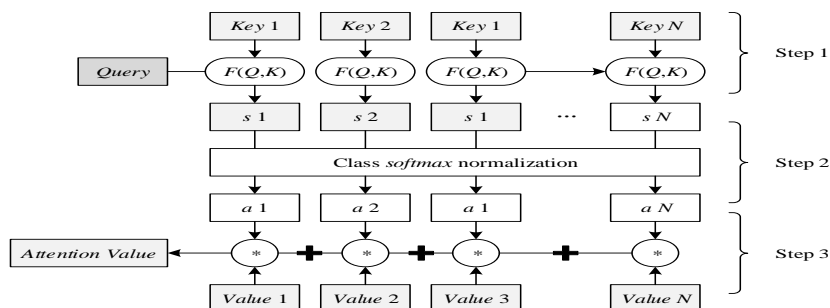 Key 1 Key 2 Key 1 Key N
Step 1
Query F(Q,K) F(Q,K) F(Q,K) F(Q,K)
s 1 s 2 s 1 ... s N
Class softmax normalization
Step 2
a 1 a 2 a 1 a N
Attention Value * * * * Step 3
Value 1 Value 2 Value 3 Value N